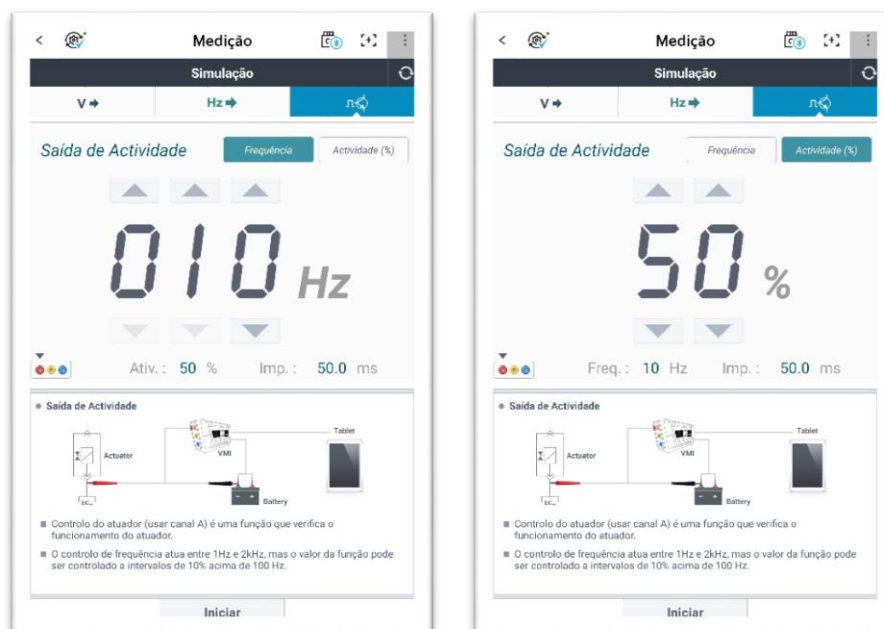 Medição
Simulação
V
Hz
Saída de Actividade
Frequência
Actividade (%)
010 Hz
Ativ. : 50 % Imp. : 50.0 ms
Saída de Actividade
Tablet
Actuator
VMI
Battery
Controlo do atuador (usar canal A) é uma função que verifica o
funcionamento do atuador.
O controlo de frequência atua entre 1Hz e 2kHz, mas o valor da função pode
ser controlado a intervalos de 10% acima de 100 Hz.
Iniciar
Medição
Simulação
V
Hz
Saída de Actividade
Frequência
Actividade (%)
50 %
Freq. : 10 Hz Imp. : 50.0 ms
Saída de Actividade
Tablet
Actuator
VMI
Battery
Controlo do atuador (usar canal A) é uma função que verifica o
funcionamento do atuador.
O controlo de frequência atua entre 1Hz e 2kHz, mas o valor da função pode
ser controlado a intervalos de 10% acima de 100 Hz.
Iniciar